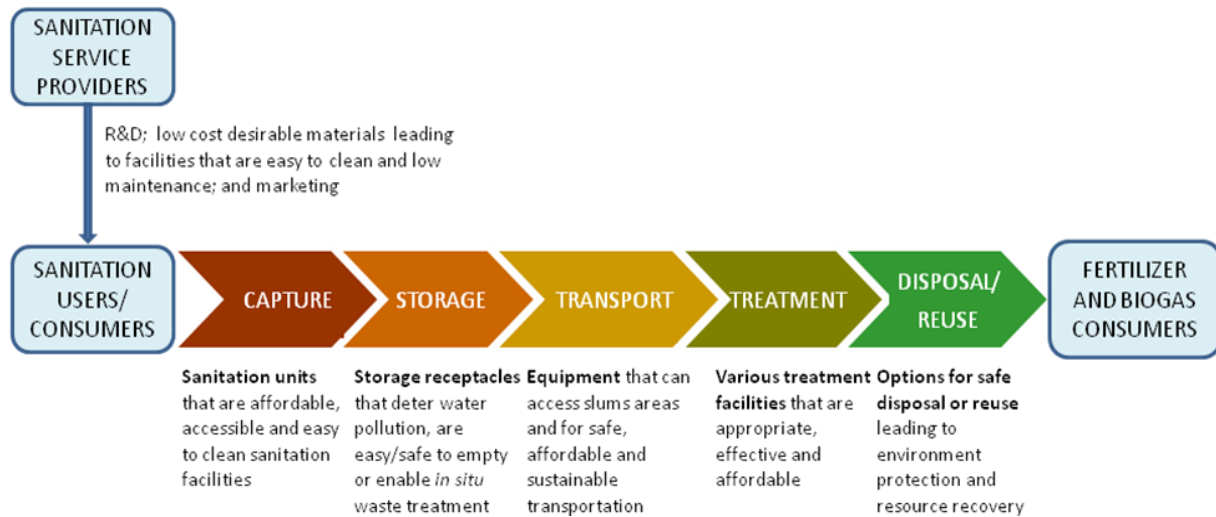 SANITATION
SERVICE
PROVIDERS
R&D; low cost desirable materials leading
to facilities that are easy to clean and low
maintenance; and marketing
SANITATION
USERS/
CONSUMERS
CAPTURE
STORAGE
TRANSPORT
TREATMENT
DISPOSAL/
REUSE
FERTILIZER
AND BIOGAS
CONSUMERS
Sanitation units
that are affordable,
accessible and easy
to clean sanitation
facilities
Storage receptacles
that deter water
pollution, are
easy/safe to empty
or enable in situ
waste treatment
Equipment that can
access slums areas
and for safe,
affordable and
sustainable
transportation
Various treatment
facilities that are
appropriate,
effective and
affordable
Options for safe
disposal or reuse
leading to
environment
protection and
resource recovery